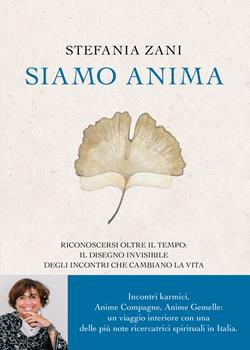 STEFANIA ZANI
SIAMO ANIMA
RICONOSCERSI OLTRE IL TEMPO:
IL DISEGNO INVISIBILE
DEGLI INCONTRI CHE CAMBIANO LA VITA
Incontri karmici,
Anime Compagne, Anime Gemelle:
un viaggio interiore con una
delle più note ricercatrici spirituali in Italia.